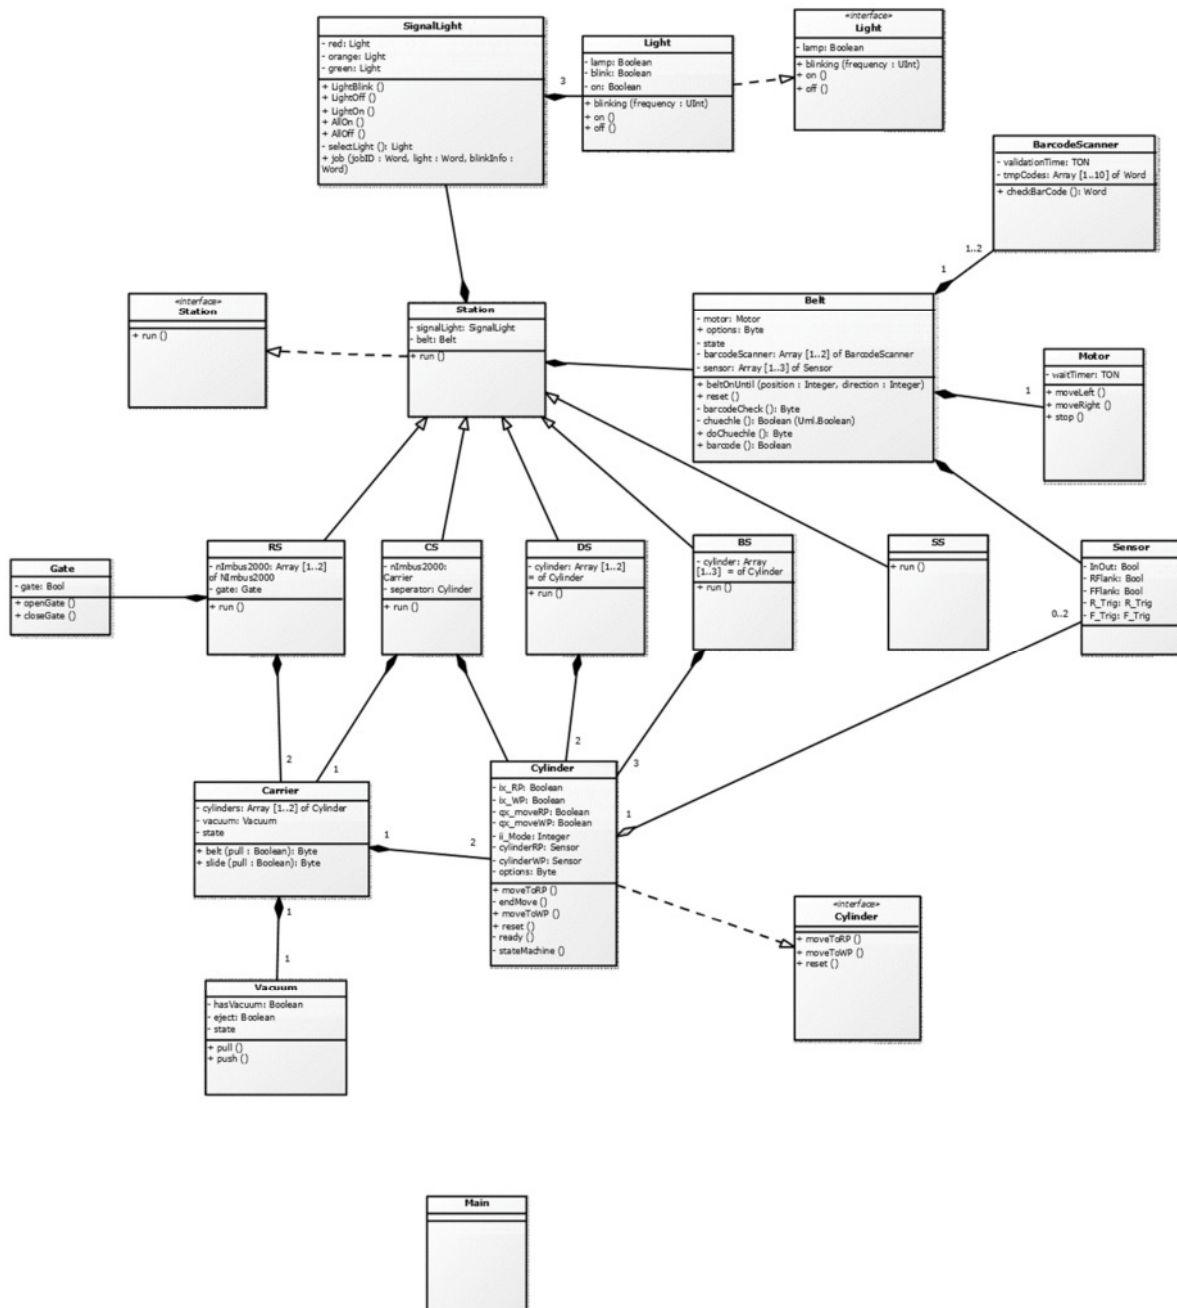 SignalLight
- red: Light
- orange: Light
- green: Light
+ LightBlink ()
+ LightOff ()
+ LightOn ()
+ AllOn ()
+ AllOff ()
- selectLight (): Light
+ job (jobID : Word, light : Word, blinkInfo :
Word)
3
Light
- lamp: Boolean
- blink: Boolean
- on: Boolean
+ blinking (frequency : UInt)
+ on ()
+ off ()
«interface»
Light
- lamp: Boolean
+ blinking (frequency : UInt)
+ on ()
+ off ()
BarcodeScanner
- validationTime: TON
- tmpCodes: Array [1..10] of Word
+ checkBarCode (): Word
1..2
1
«interface»
Station
+ run ()
Station
- signalLight: SignalLight
- belt: Belt
+ run ()
Belt
- motor: Motor
+ options: Byte
- state
- barcodeScanner: Array [1..2] of BarcodeScanner
- sensor: Array [1..3] of Sensor
+ beltOnUntil (position : Integer, direction : Integer)
+ reset ()
- barcodeCheck (): Byte
- chuechle (): Boolean (Uml.Boolean)
+ doChuechle (): Byte
+ barcode (): Boolean
1
Motor
- waitTimer: TON
+ moveLeft ()
+ moveRight ()
+ stop ()
Gate
- gate: Bool
+ openGate ()
+ closeGate ()
RS
- nImbus2000: Array [1..2]
of NImbus2000
- gate: Gate
+ run ()
CS
- nImbus2000:
Carrier
- seperator: Cylinder
+ run ()
DS
- cylinder: Array [1..2]
= of Cylinder
+ run ()
BS
- cylinder: Array
[1..3] = of Cylinder
+ run ()
SS
+ run ()
Sensor
- InOut: Bool
- RFlank: Bool
- FFlank: Bool
- R_Trig: R_Trig
- F_Trig: F_Trig
0..2
2
1
2
3
Carrier
- cylinders: Array [1..2] of Cylinder
- vacuum: Vacuum
- state
+ belt (pull : Boolean): Byte
+ slide (pull : Boolean): Byte
1
2
Cylinder
- ix_RP: Boolean
- ix_WP: Boolean
- qx_moveRP: Boolean
- qx_moveWP: Boolean
- ii_Mode: Integer
- cylinderRP: Sensor
- cylinderWP: Sensor
- options: Byte
+ moveToRP ()
- endMove ()
+ moveToWP ()
+ reset ()
- ready ()
- stateMachine ()
1
1
1
Vacuum
- hasVacuum: Boolean
- eject: Boolean
- state
+ pull ()
+ push ()
«interface»
Cylinder
+ moveToRP ()
+ moveToWP ()
+ reset ()
Main